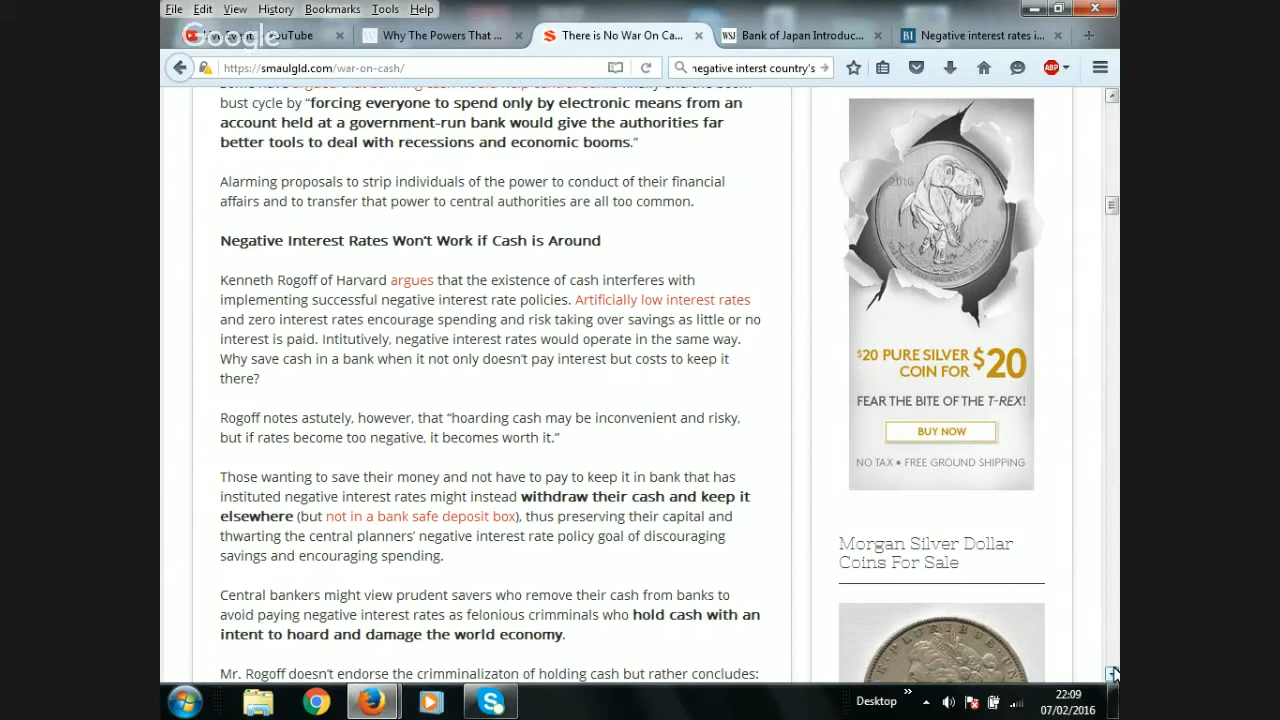 File Edit View History Bookmarks Tools Help
Google
YouTube
Why The Powers That ...
There is No War On Ca...
WSJ Bank of Japan Introduc...
BI Negative interest rates i...
https://smaulgld.com/war-on-cash/
negative interst country's
ABP
bust cycle by “forcing everyone to spend only by electronic means from an
account held at a government-run bank would give the authorities far
better tools to deal with recessions and economic booms.”
Alarming proposals to strip individuals of the power to conduct of their financial
affairs and to transfer that power to central authorities are all too common.
Negative Interest Rates Won’t Work if Cash is Around
Kenneth Rogoff of Harvard argues that the existence of cash interferes with
implementing successful negative interest rate policies. Artificially low interest rates
and zero interest rates encourage spending and risk taking over savings as little or no
interest is paid. Intitutively, negative interest rates would operate in the same way.
Why save cash in a bank when it not only doesn’t pay interest but costs to keep it
there?
Rogoff notes astutely, however, that “hoarding cash may be inconvenient and risky,
but if rates become too negative, it becomes worth it.”
Those wanting to save their money and not have to pay to keep it in bank that has
instituted negative interest rates might instead withdraw their cash and keep it
elsewhere (but not in a bank safe deposit box), thus preserving their capital and
thwarting the central planners’ negative interest rate policy goal of discouraging
savings and encouraging spending.
Central bankers might view prudent savers who remove their cash from banks to
avoid paying negative interest rates as felonious crimminals who hold cash with an
intent to hoard and damage the world economy.
Mr. Rogoff doesn’t endorse the crimminalizaton of holding cash but rather concludes:
2016
$20 PURE SILVER
COIN FOR $20
FEAR THE BITE OF THE T-REX!
BUY NOW
NO TAX • FREE GROUND SHIPPING
Morgan Silver Dollar
Coins For Sale
E PLURIBUS UNUM
Desktop
22:09
07/02/2016